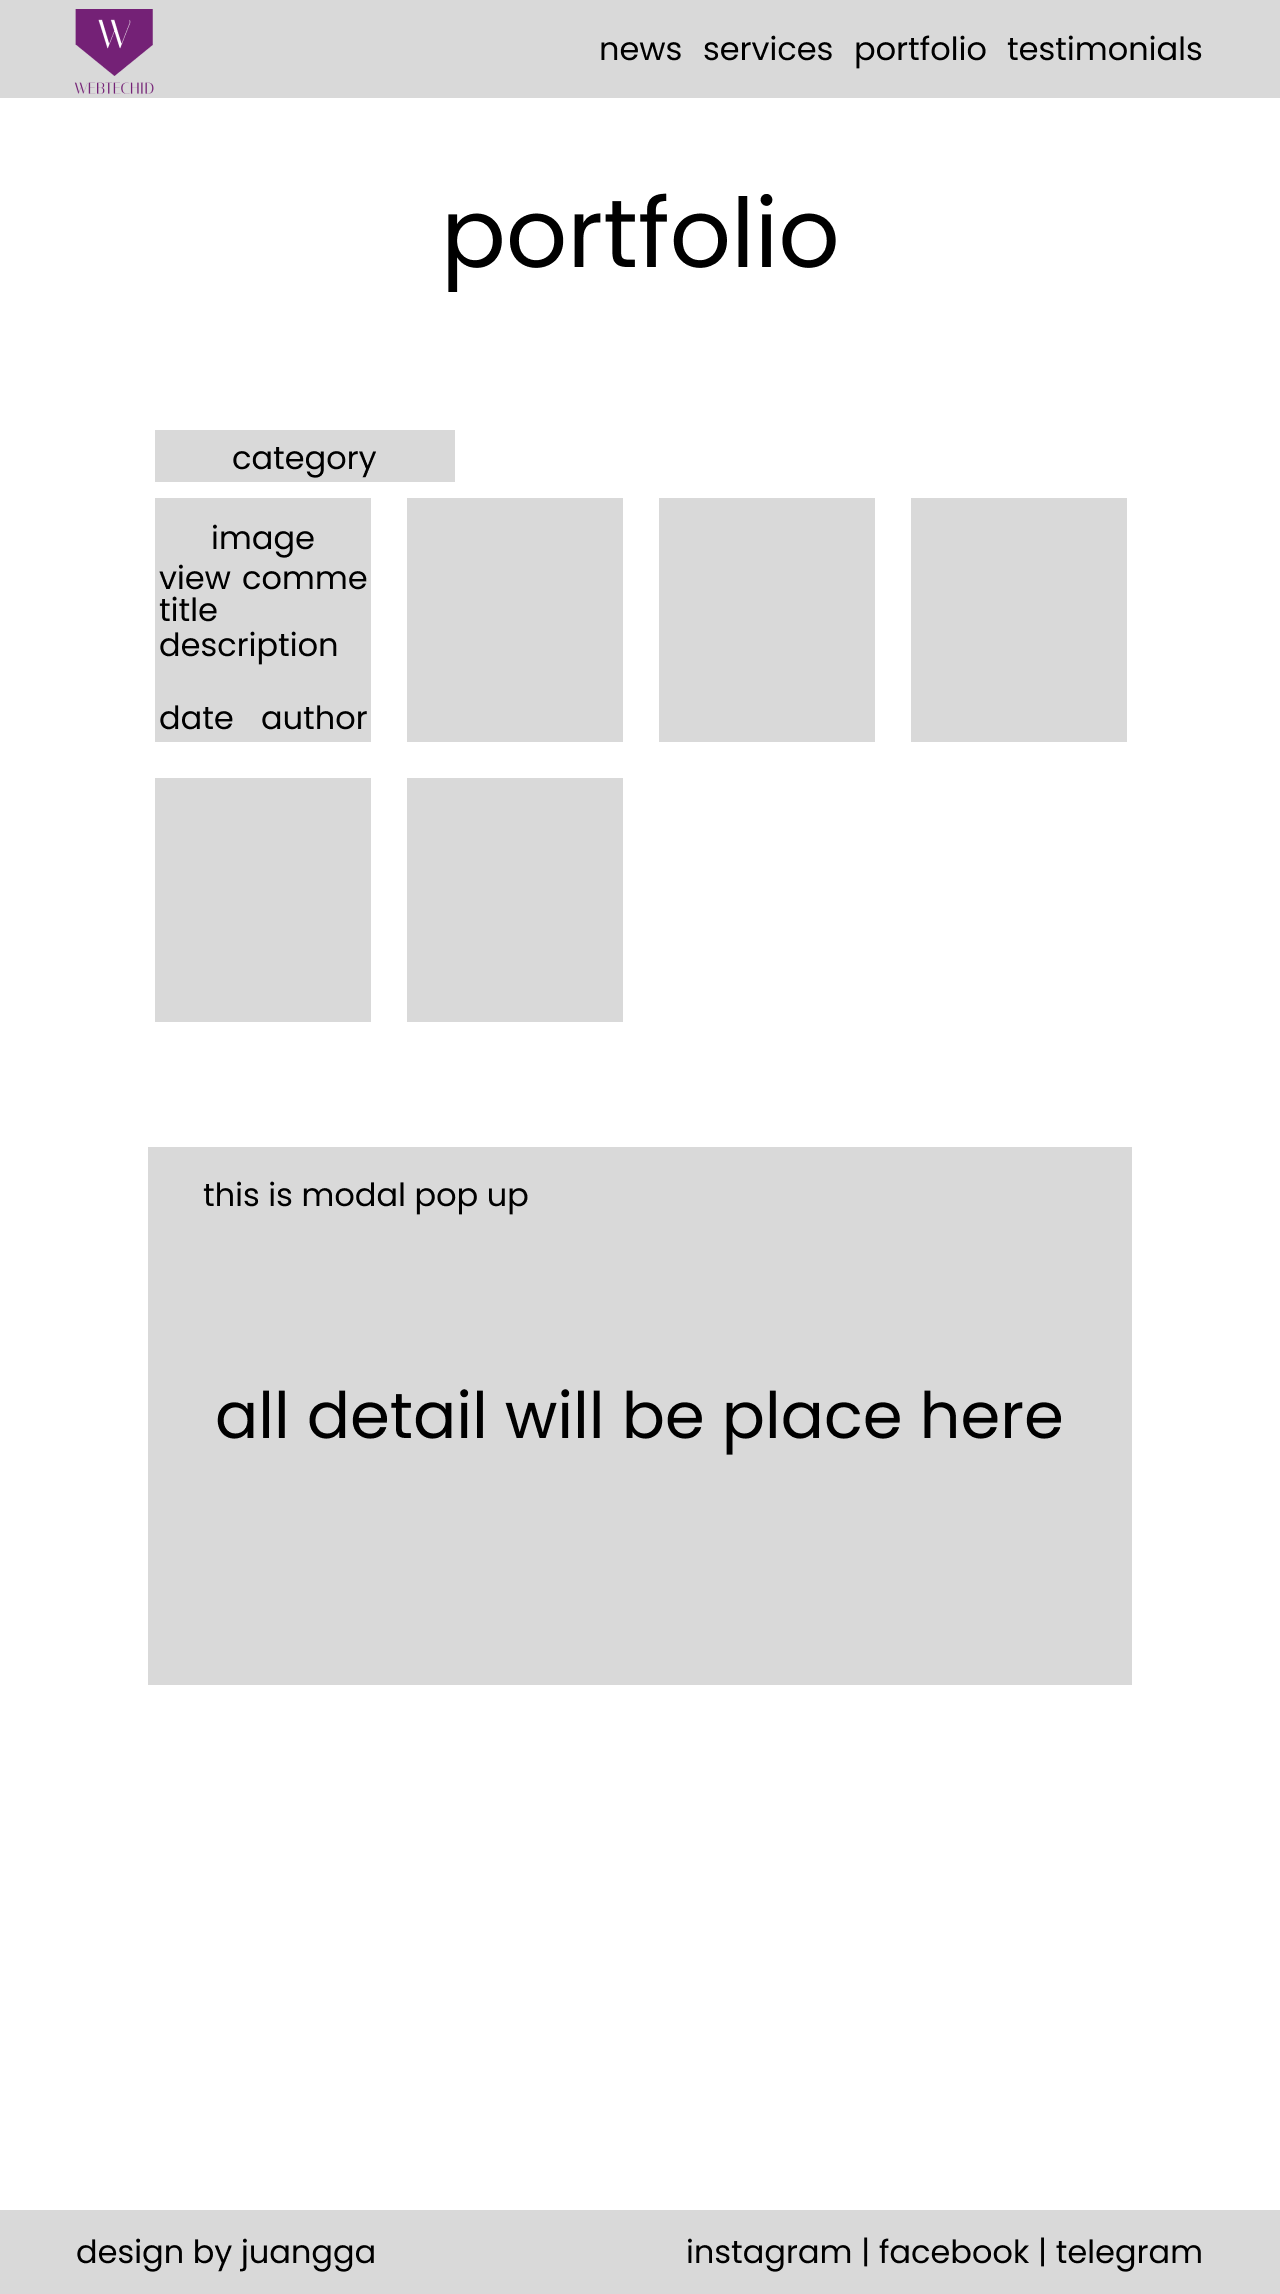 W
WEBTECHID
news services portfolio testimonials
portfolio
category
image
view comme
title
description
date author
this is modal pop up
all detail will be place here
design by juangga
instagram | facebook | telegram